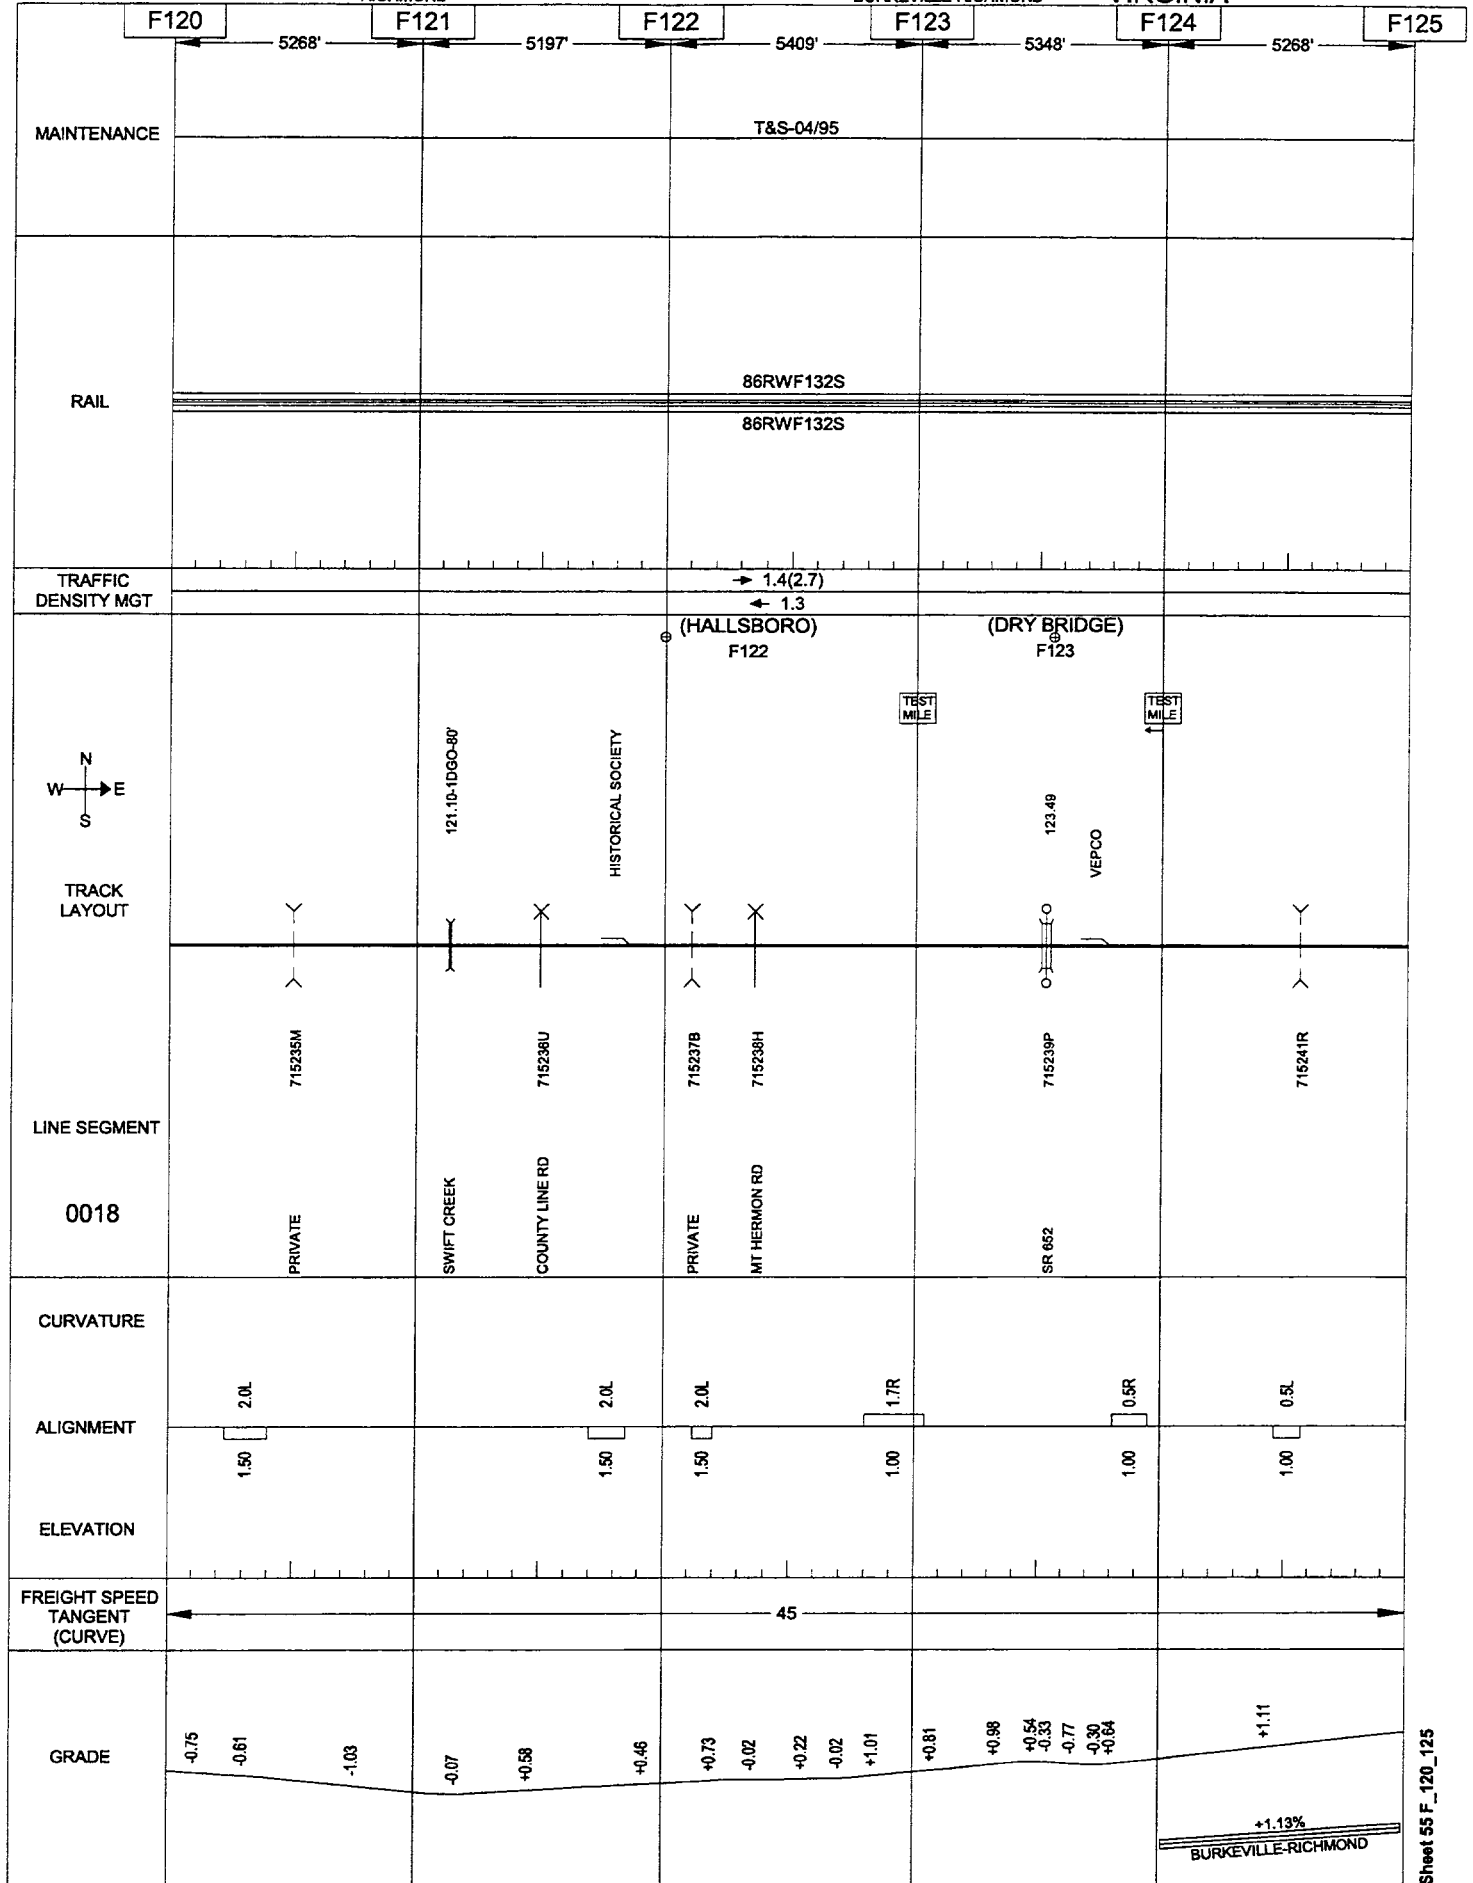 F120
F121
F122
F123
F124
F125
5268'
5197'
5409'
5348'
5268'
MAINTENANCE
T&S-04/95
RAIL
86RWF132S
86RWF132S
TRAFFIC
DENSITY MGT
1.4(2.7)
1.3
(HALLSBORO)
F122
(DRY BRIDGE)
F123
TEST
MILE
TEST
MILE
N
W E
S
121.10-1DGO-80'
HISTORICAL SOCIETY
123.49
VEPCO
TRACK
LAYOUT
715235M
715236U
715237B
715238H
715239P
715241R
LINE SEGMENT
0018
PRIVATE
SWIFT CREEK
COUNTY LINE RD
PRIVATE
MT HERMON RD
SR 652
CURVATURE
2.0L
2.0L
2.0L
1.7R
0.5R
0.5L
ALIGNMENT
1.50
1.50
1.50
1.00
1.00
1.00
ELEVATION
FREIGHT SPEED
TANGENT
(CURVE)
45
GRADE
-0.75
-0.61
-1.03
-0.07
+0.58
+0.46
+0.73
-0.02
+0.22
-0.02
+1.01
+0.81
+0.98
+0.54
-0.33
-0.77
-0.30
+0.64
+1.11
+1.13%
BURKEVILLE-RICHMOND
Sheet 55 F_120_125